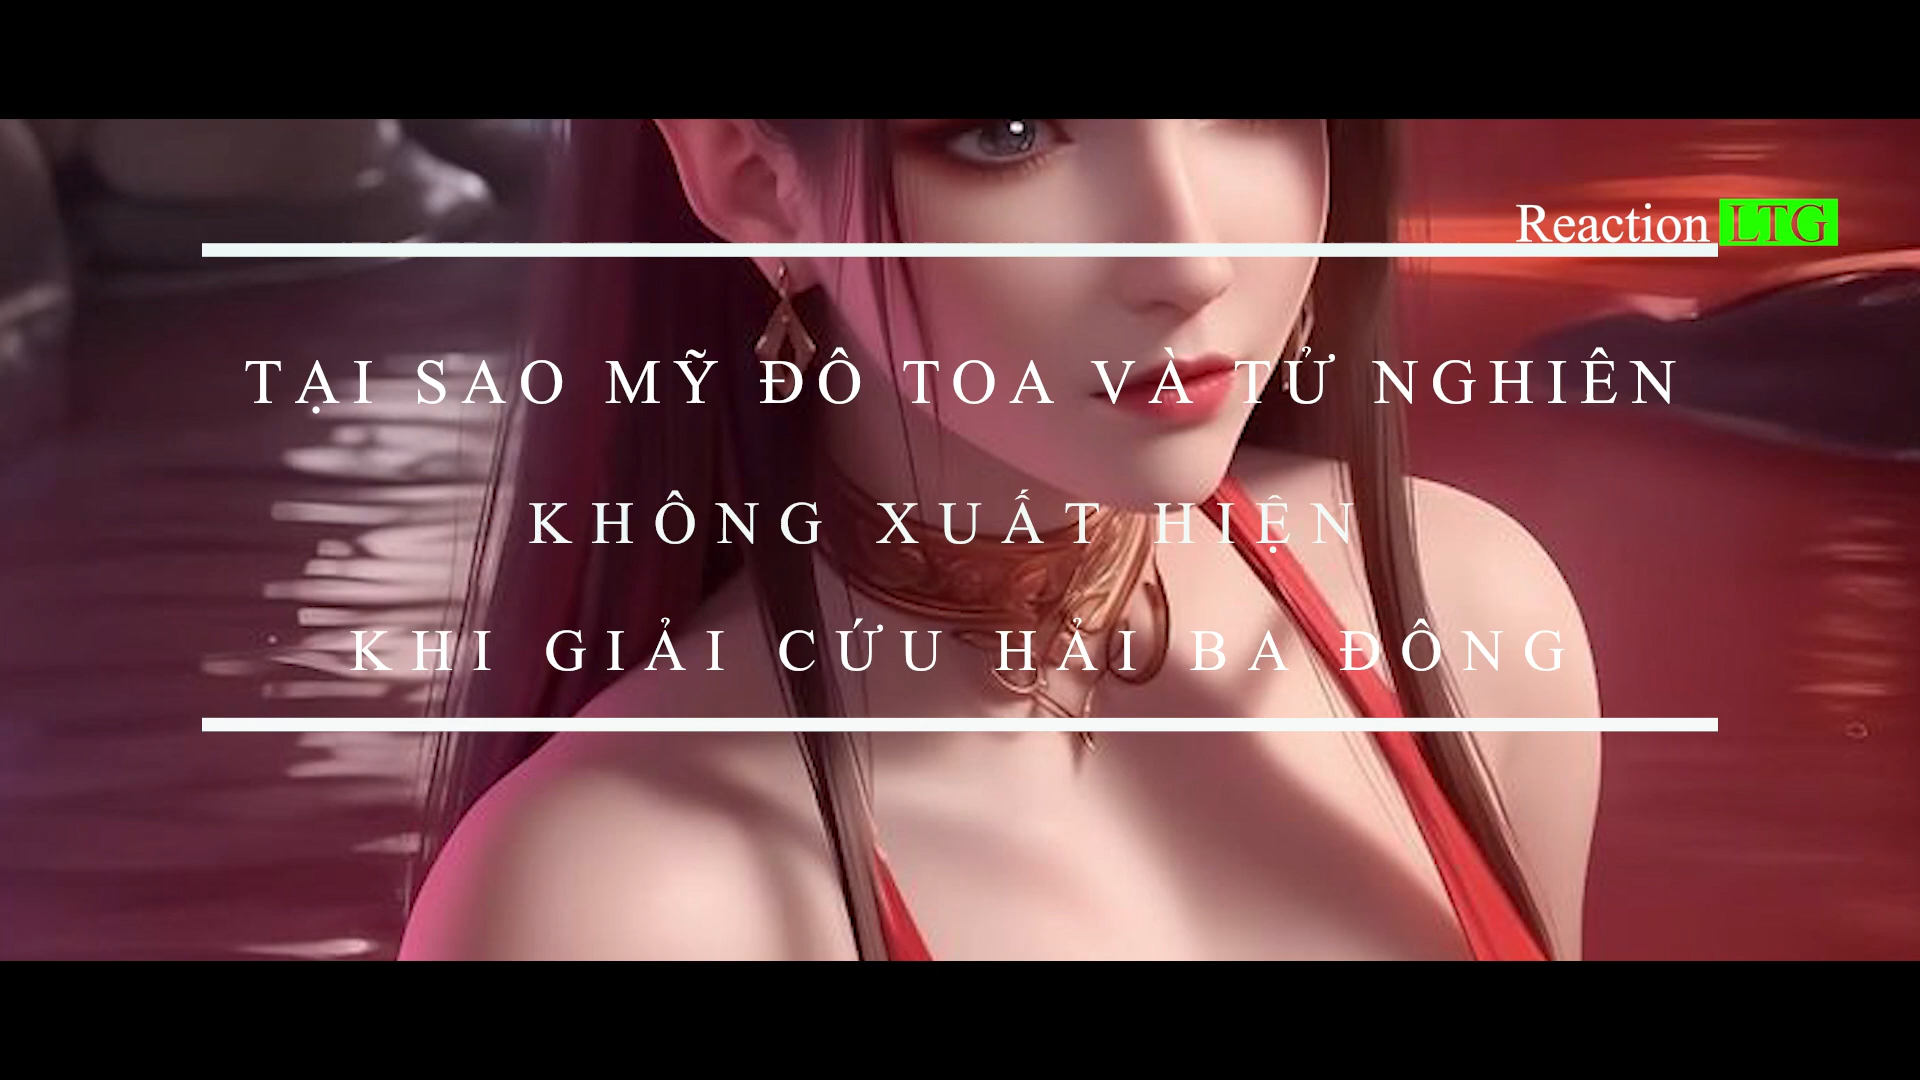 Reaction LTG
TẠI SAO MỸ ĐÔ TOA VÀ TỬ NGHIÊN
KHÔNG XUẤT HIỆN
KHI GIẢI CỨU HẢI BA ĐÔNG